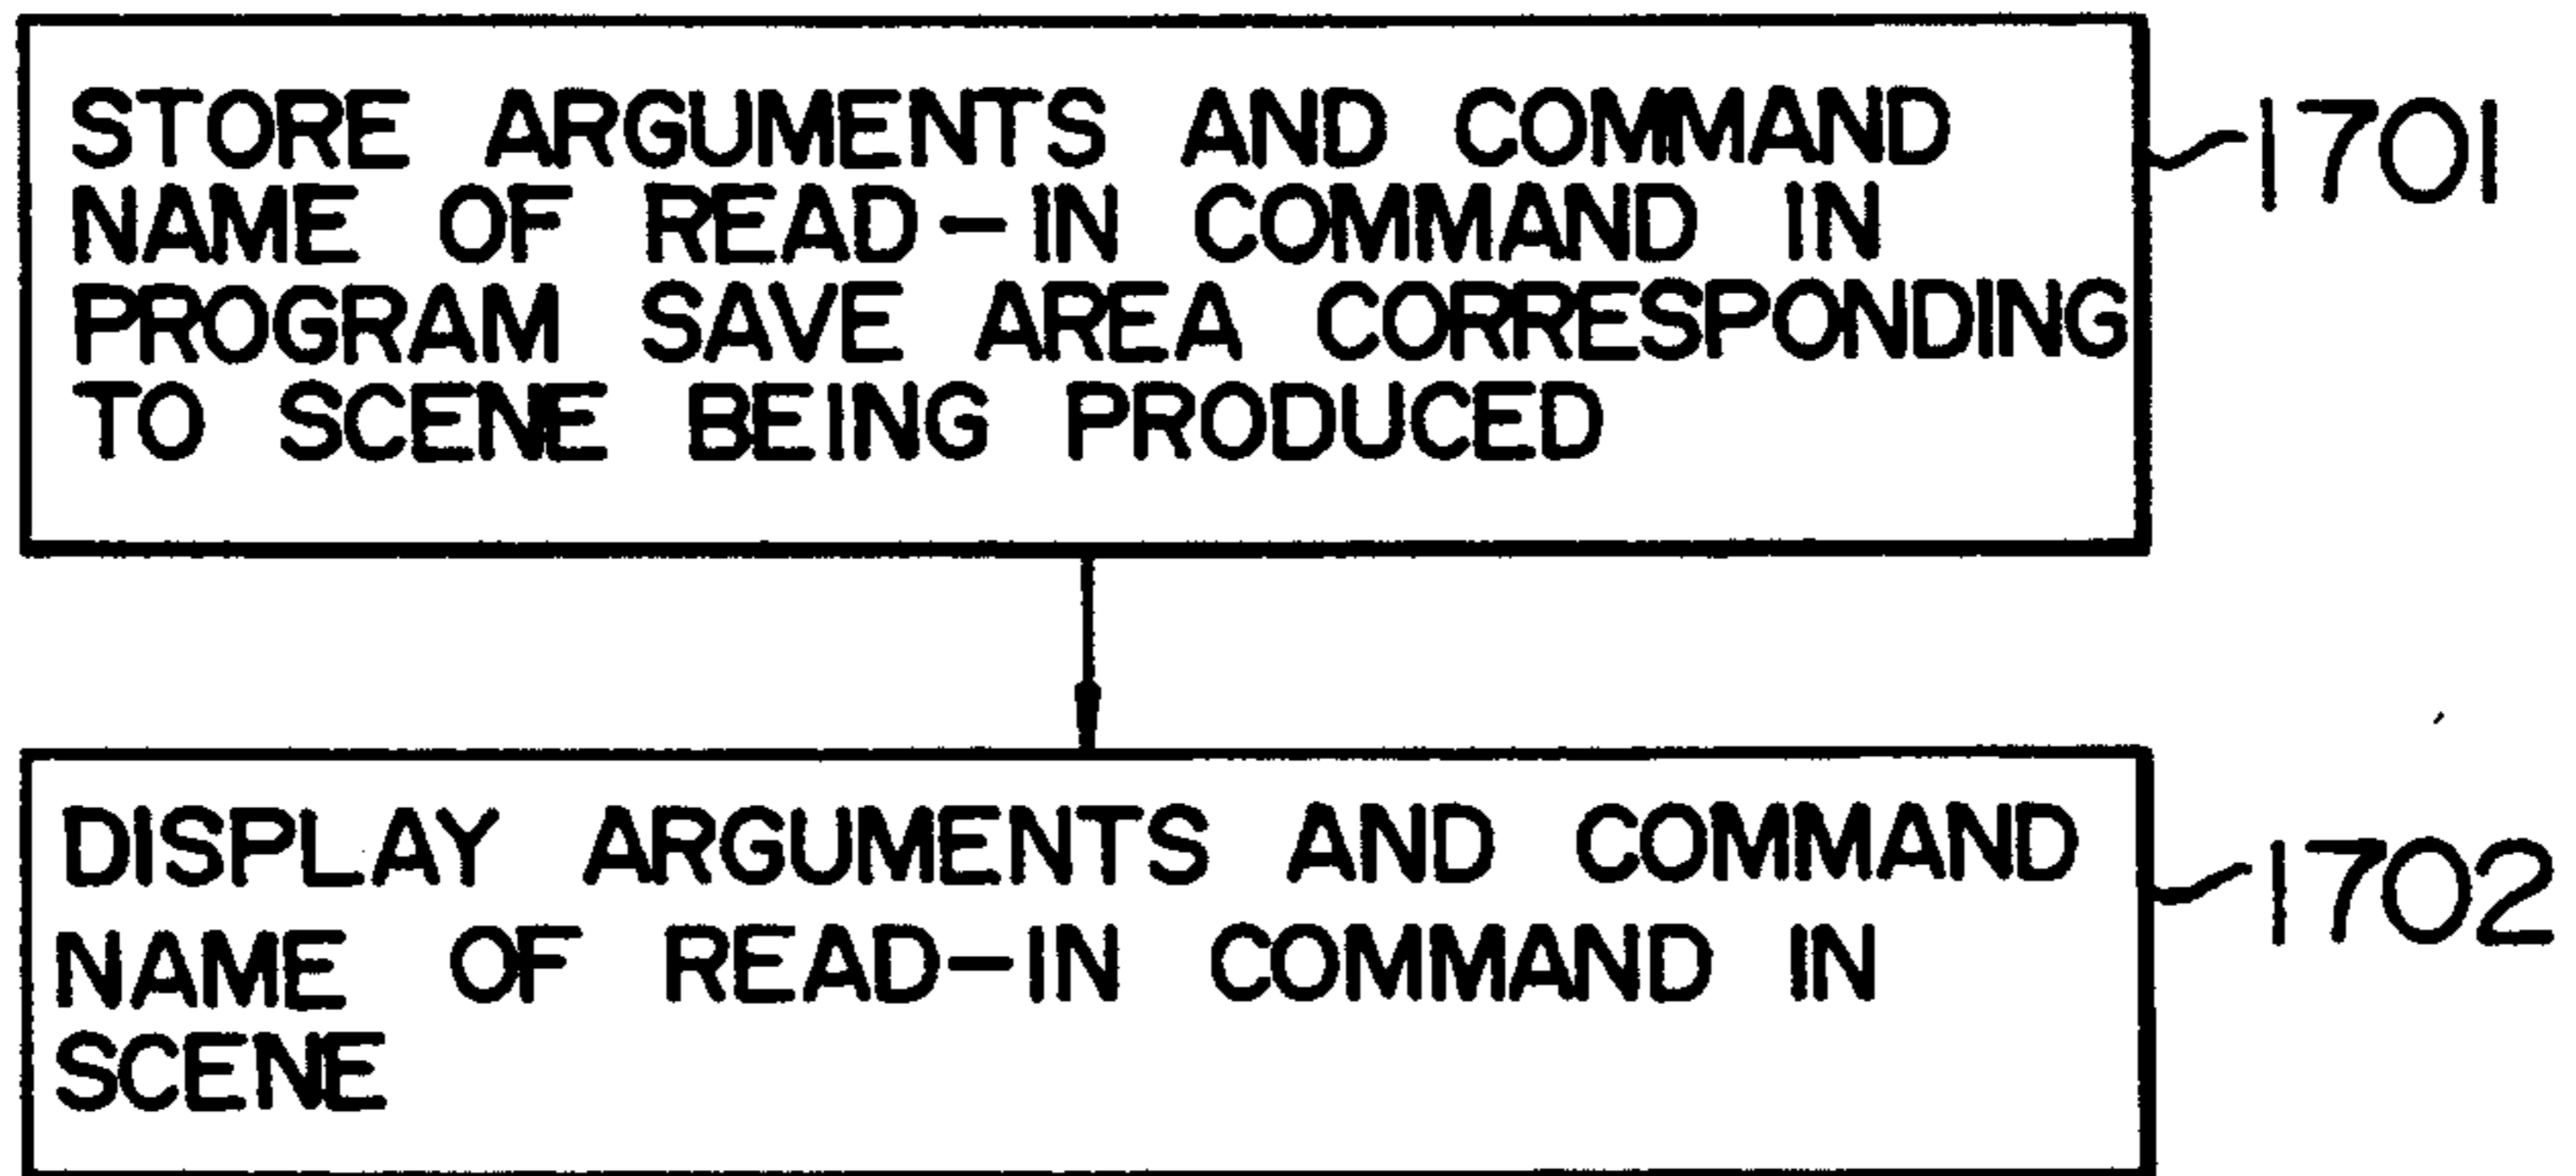 STORE ARGUMENTS AND COMMAND
NAME OF READ-IN COMMAND IN
PROGRAM SAVE AREA CORRESPONDING
TO SCENE BEING PRODUCED
1701
DISPLAY ARGUMENTS AND COMMAND
NAME OF READ-IN COMMAND IN
SCENE
1702